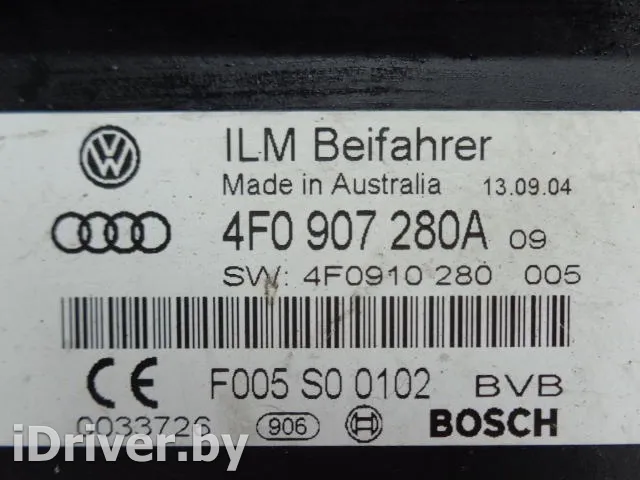 ILM Beifahrer
Made in Australia 13.09.04
4F0 907 280A 09
SW: 4F0910 280 005
CE F005 S0 0102 BVB
0033726 906 BOSCH
iDriver.by